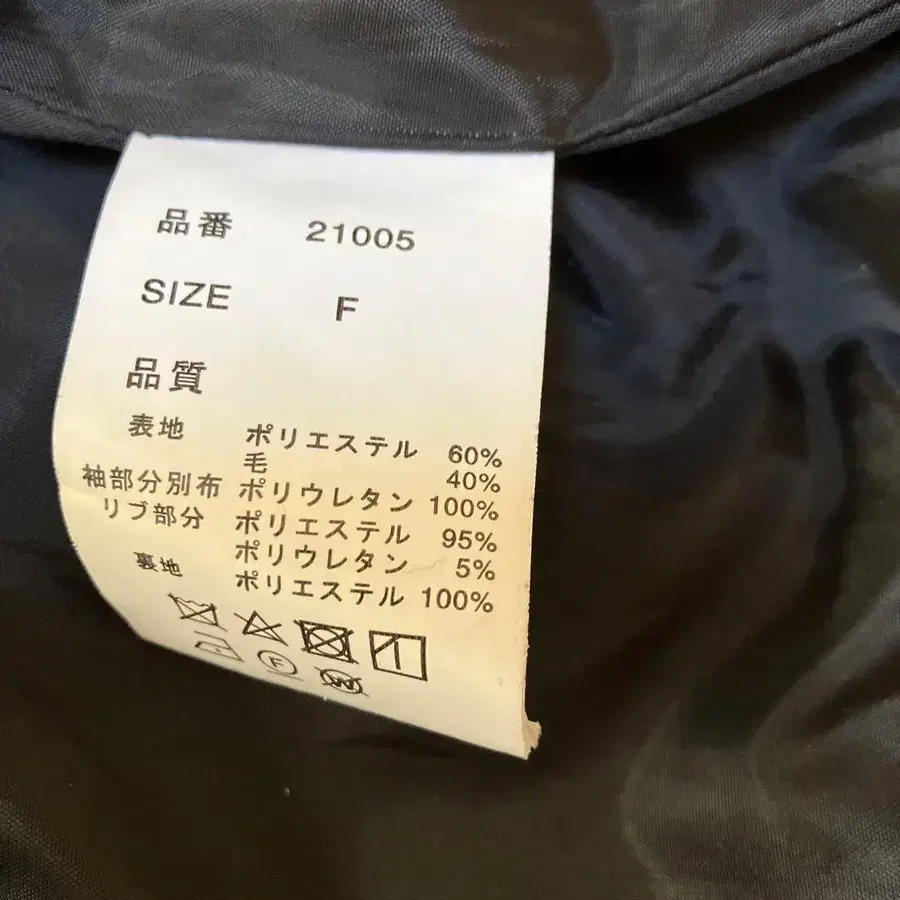 品番 21005
SIZE F
品質
表地 ポリエステル 60%
毛 40%
袖部分別布 ポリウレタン 100%
リブ部分 ポリエステル 95%
ポリウレタン 5%
裏地 ポリエステル 100%
F
W